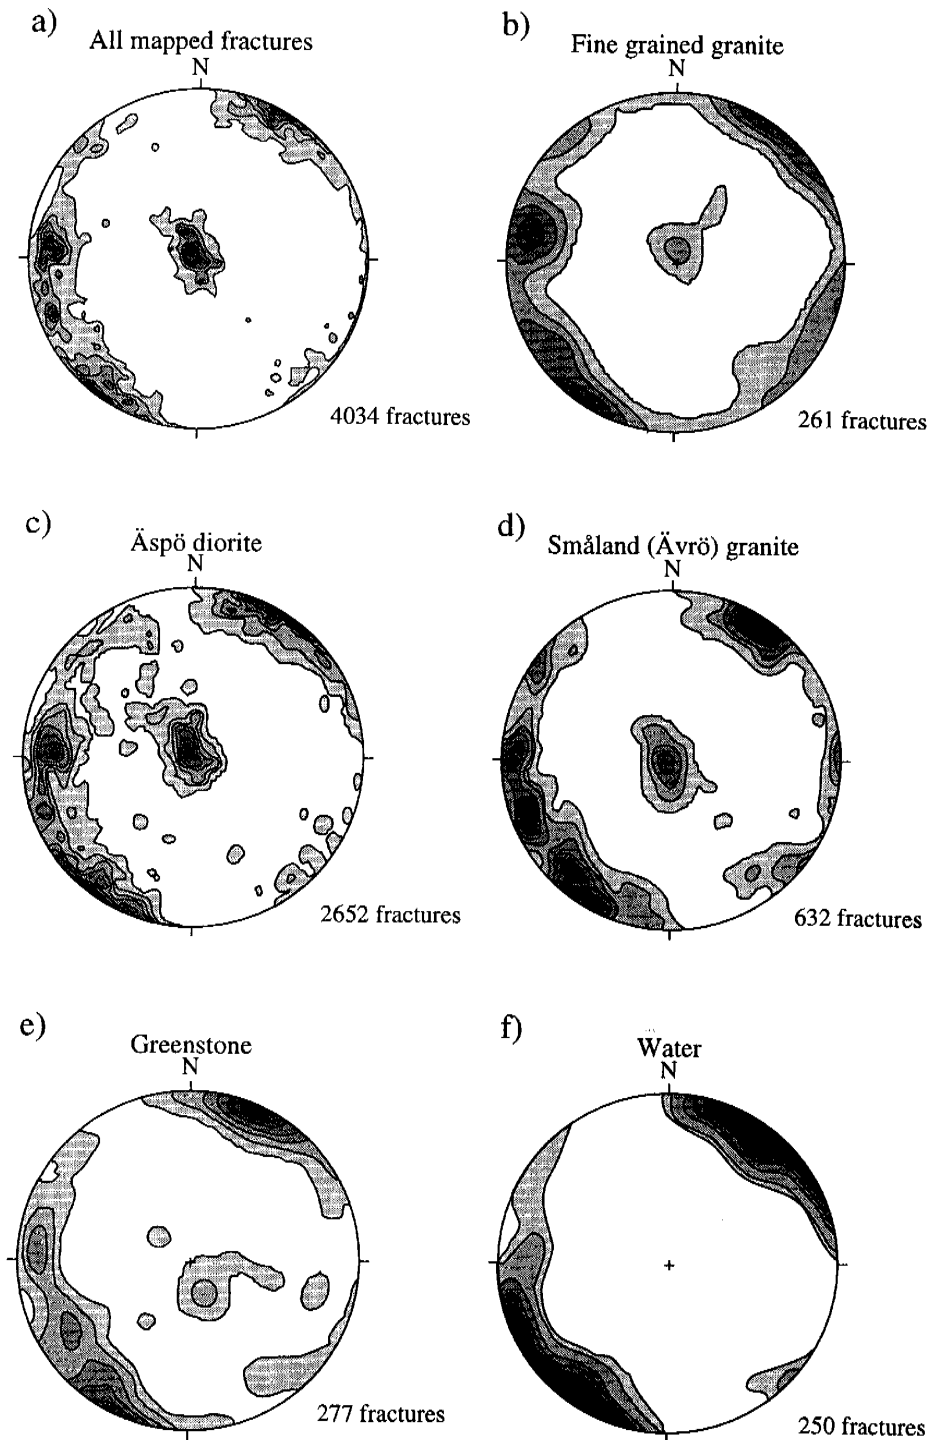 a)
All mapped fractures
N
4034 fractures
b)
Fine grained granite
N
261 fractures
c)
Äspö diorite
N
2652 fractures
d)
Småland (Ävrö) granite
N
632 fractures
e)
Greenstone
N
277 fractures
f)
Water
N
250 fractures